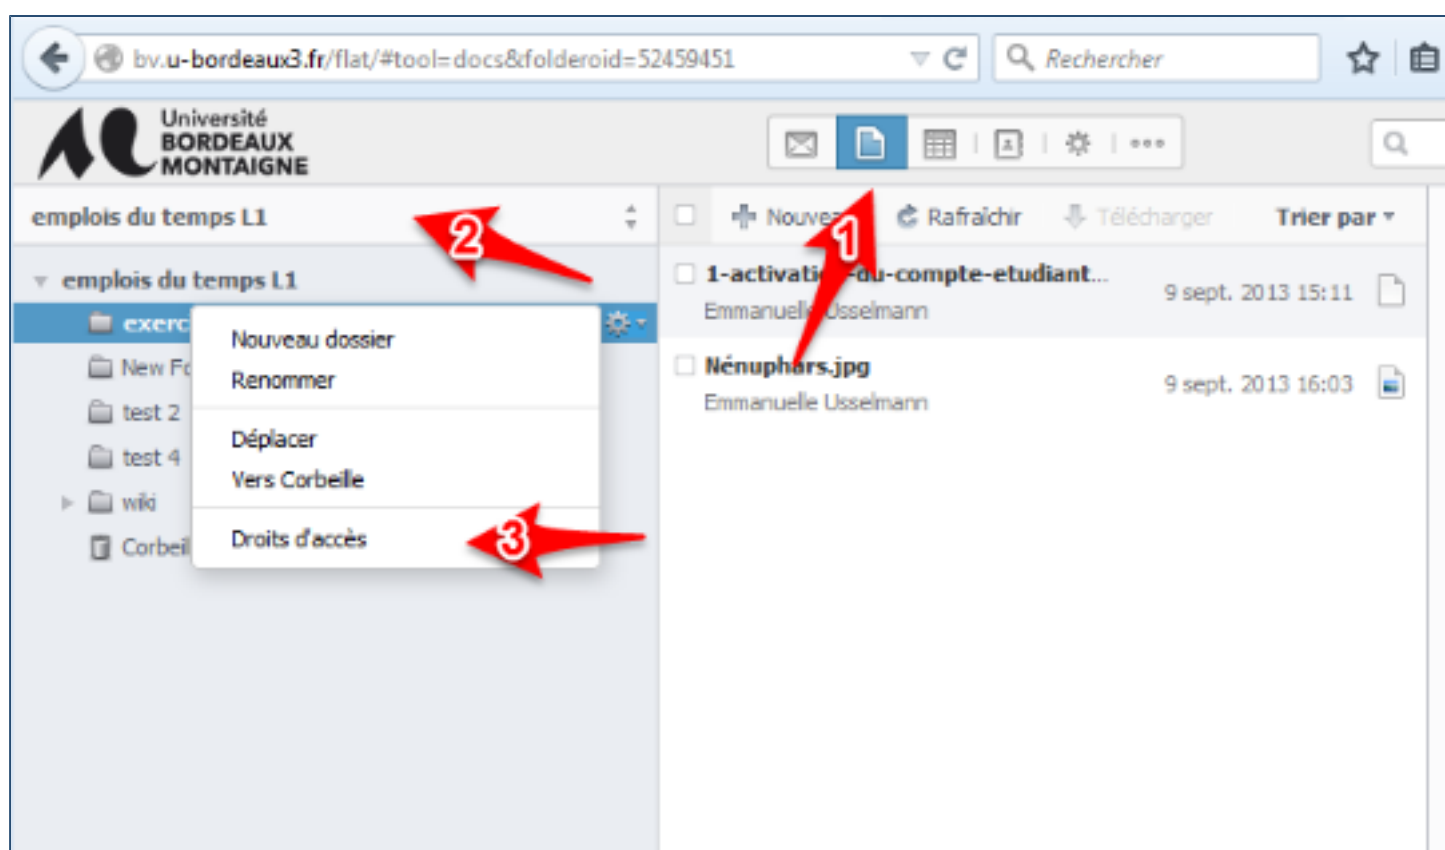 bv.u-bordeaux3.fr/flat/#tool=docs&folderoid=52459451
Rechercher
Université
BORDEAUX
MONTAIGNE
emplois du temps L1
2
Rafraîchir
Télécharger
Trier par
1
emplois du temps L1
1-activation-du-compte-etudiant...
9 sept. 2013 15:11
Emmanuelle Usselmann
exerc
Nouveau dossier
New Fo
Renommer
Nénuphars.jpg
9 sept. 2013 16:03
Emmanuelle Usselmann
test 2
Déplacer
test 4
Vers Corbeille
wiki
Corbeil
Droits d'accès
3